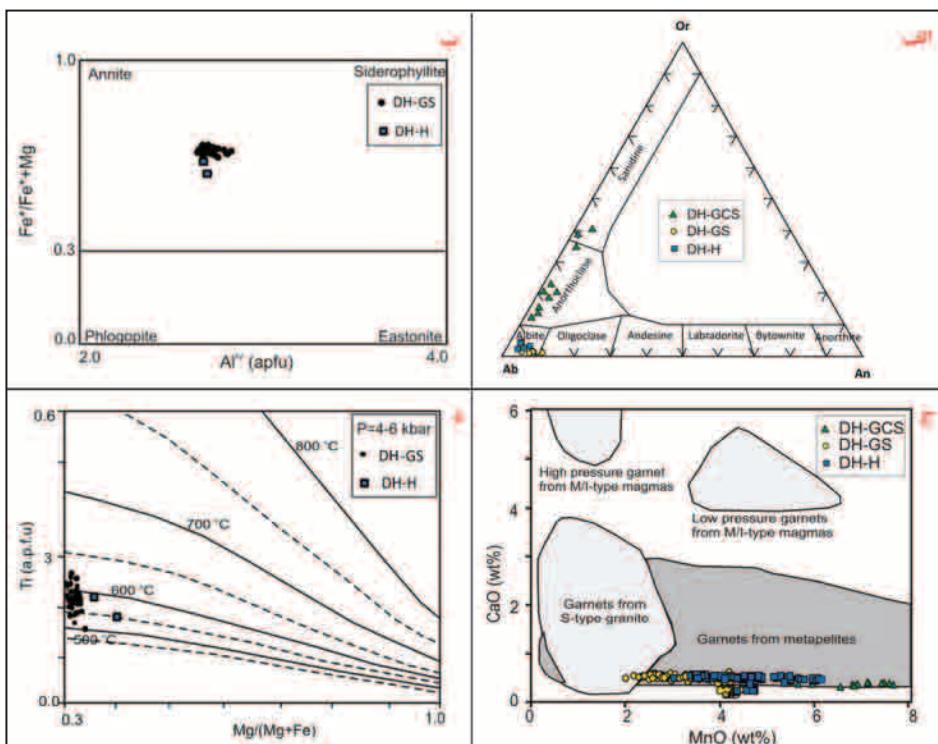 ب
1.0
Annite
Siderophyllite
DH-GS
DH-H
Fe*/Fe*+Mg
0.3
0.0
Phlogopite
Eastonite
2.0
4.0
Al^IV (apfu)
الف
Or
Sanidine
DH-GCS
DH-GS
DH-H
Anorthoclase
Albite
Oligoclase
Andesine
Labradorite
Bytownite
Anorthite
Ab
An
0.6
P=4-6 kbar
DH-GS
DH-H
800 °C
700 °C
600 °C
500 °C
Ti (a.p.f.u)
3
0.0
0.3
1.0
Mg/(Mg+Fe)
6
DH-GCS
DH-GS
DH-H
High pressure garnet
from M/I-type magmas
Low pressure garnets
from M/I-type magmas
4
CaO (wt%)
2
Garnets from
S-type granito
Garnets from metapelites
0
0
2
4
6
8
MnO (wt%)